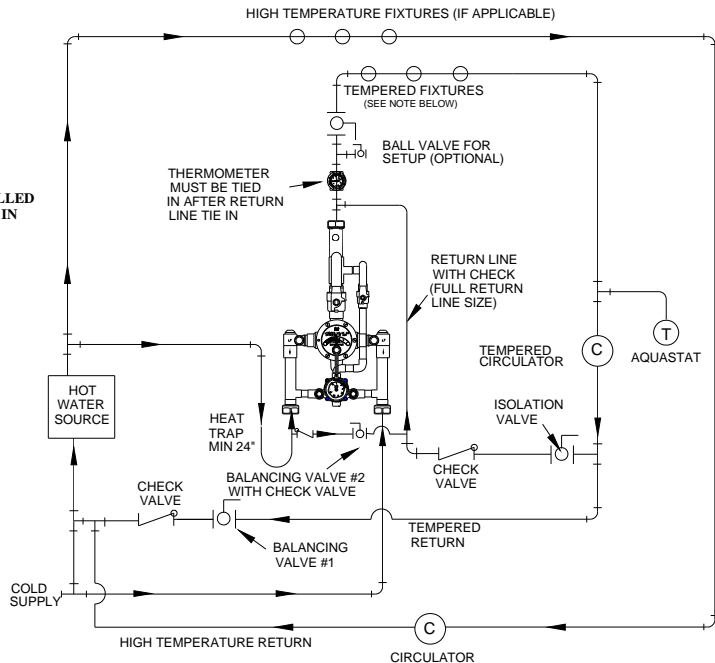 HIGH TEMPERATURE FIXTURES (IF APPLICABLE)
TEMPERED FIXTURES
(SEE NOTE BELOW)
BALL VALVE FOR
SETUP (OPTIONAL)
THERMOMETER
MUST BE TIED
IN AFTER RETURN
LINE TIE IN
LLED
IN
RETURN LINE
WITH CHECK
(FULL RETURN
LINE SIZE)
T
AQUASTAT
TEMPERED
CIRCULATOR
C
HOT
WATER
SOURCE
HEAT
TRAP
MIN 24"
ISOLATION
VALVE
BALANCING VALVE #2
WITH CHECK VALVE
CHECK
VALVE
CHECK
VALVE
TEMPERED
RETURN
BALANCING
VALVE #1
COLD
SUPPLY
HIGH TEMPERATURE RETURN
C
CIRCULATOR